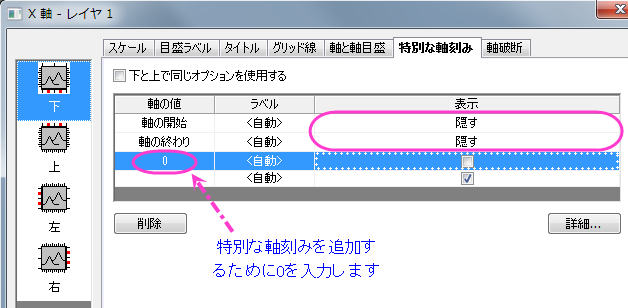 X 軸 - レイヤ 1
スケール 目盛ラベル タイトル グリッド線 軸と軸目盛 特別な軸刻み 軸破断
下と上で同じオプションを使用する
軸の値 ラベル 表示
軸の開始 <自動> 隠す
軸の終わり <自動> 隠す
0 <自動>
<自動>
下
上
左
右
削除 詳細...
特別な軸刻みを追加す
るために0を入力します